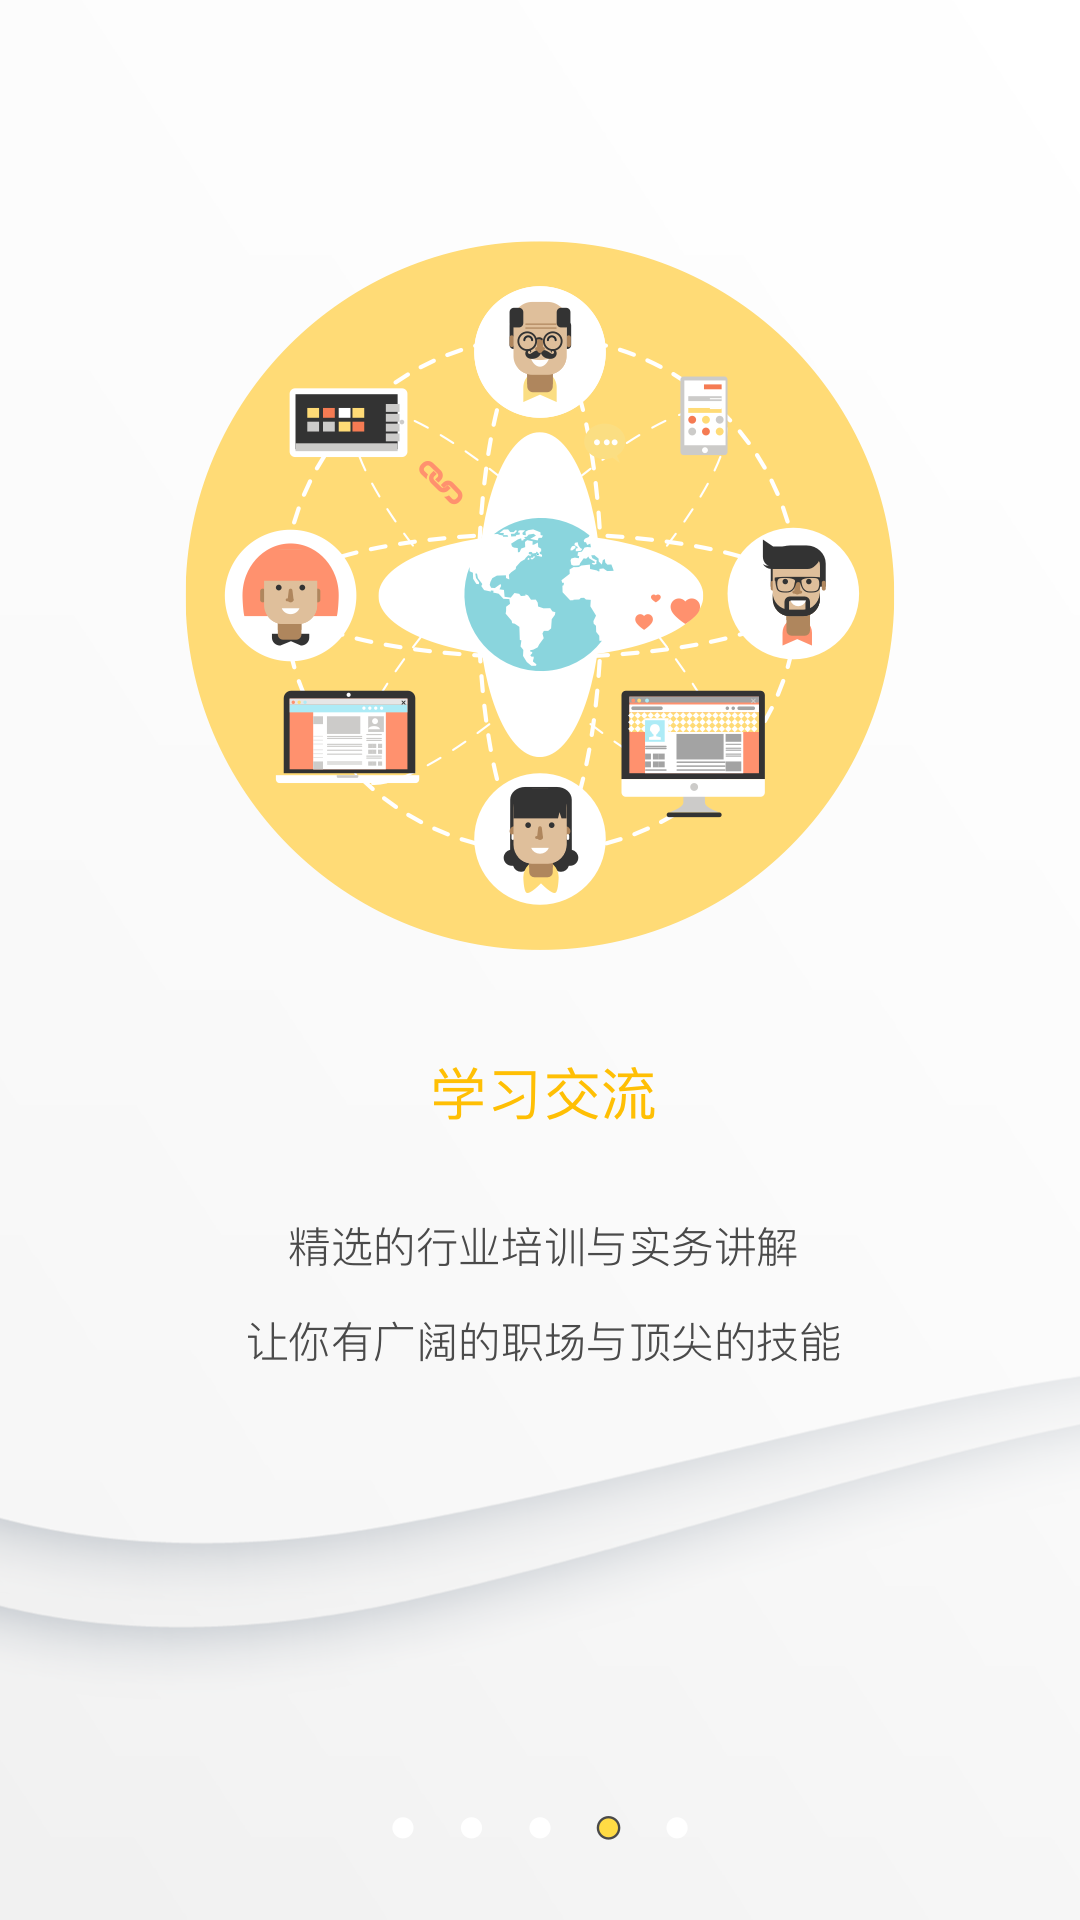 学习交流
精选的行业培训与实务讲解
让你有广阔的职场与顶尖的技能